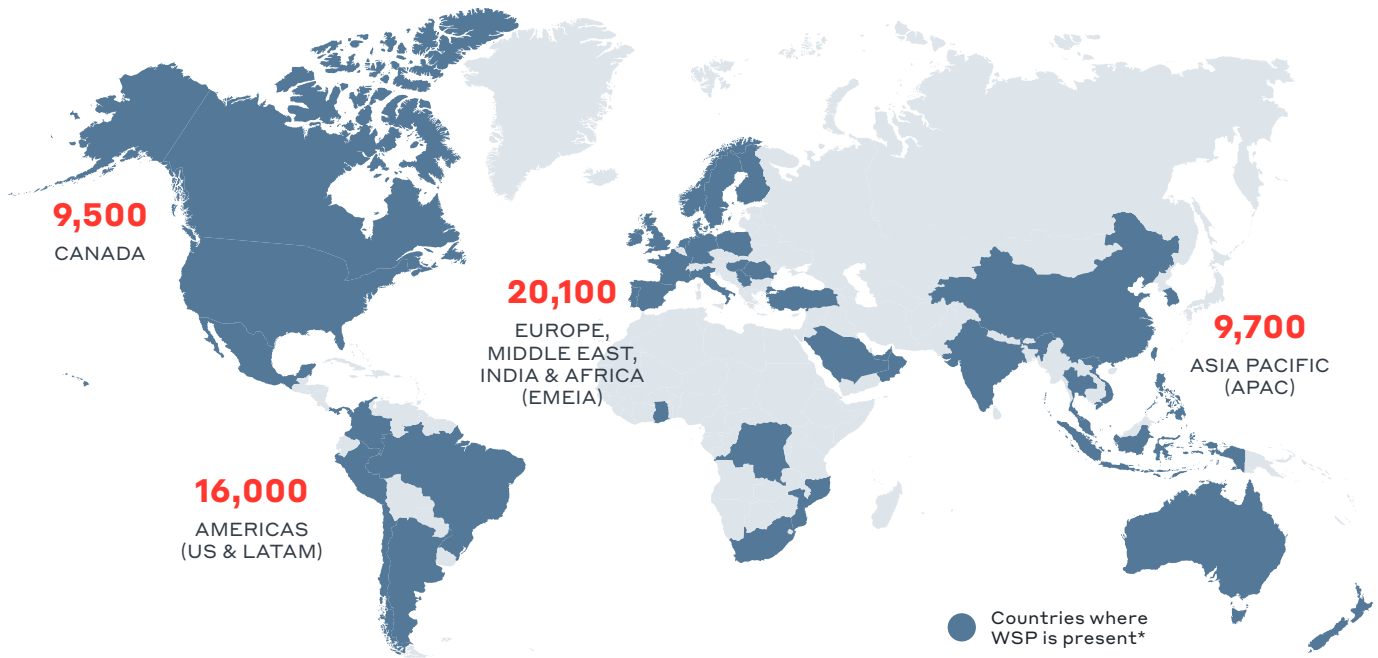 9,500
CANADA
20,100
EUROPE,
MIDDLE EAST,
INDIA & AFRICA
(EMEIA)
9,700
ASIA PACIFIC
(APAC)
16,000
AMERICAS
(US & LATAM)
Countries where
WSP is present*